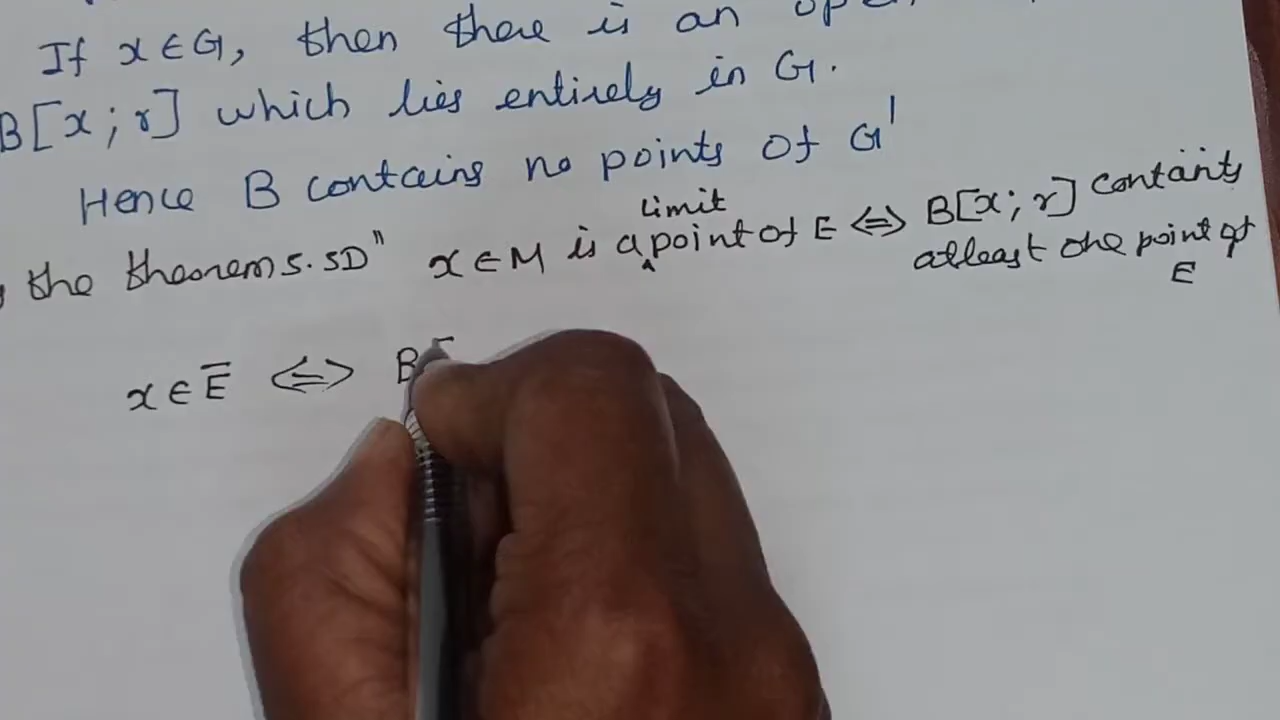 If x ∈ G, then there is an open
B[x ; r] which lies entirely in G.
Hence B contains no points of G'
the theorem 5.5D" x ∈ M is a limit point of E ⇔ B[x ; r] contains
atleast one point of
E
x ∈ E̅ ⇔ B[